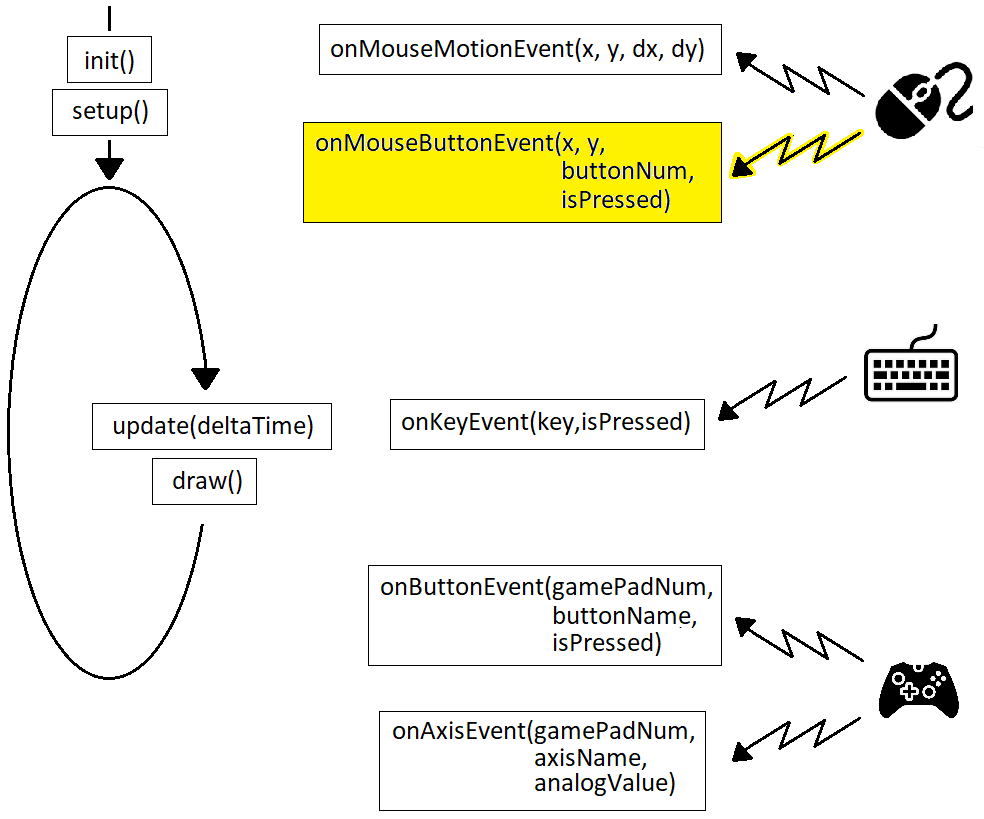 init()
setup()
update(deltaTime)
draw()
onMouseMotionEvent(x, y, dx, dy)
onMouseButtonEvent(x, y,
buttonNum,
isPressed)
onKeyEvent(key,isPressed)
onButtonEvent(gamePadNum,
buttonName,
isPressed)
onAxisEvent(gamePadNum,
axisName,
analogValue)